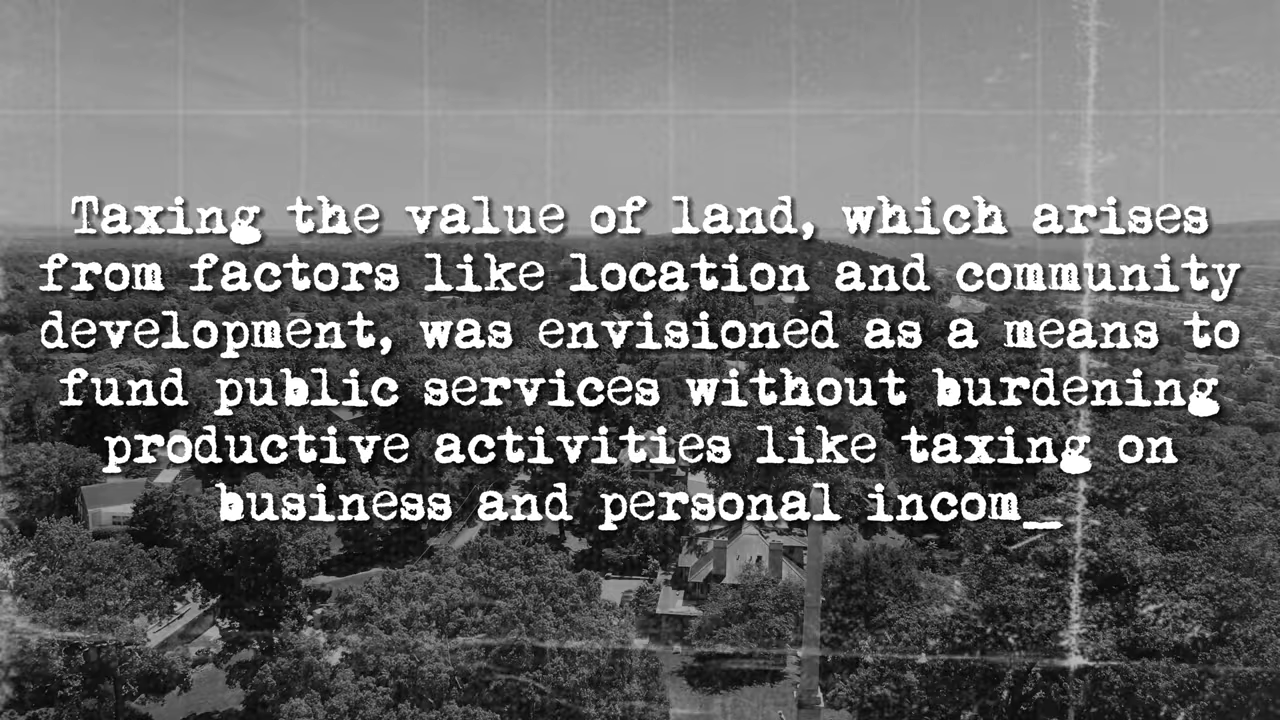 Taxing the value of land, which arises
from factors like location and community
development, was envisioned as a means to
fund public services without burdening
productive activities like taxing on
business and personal incom_